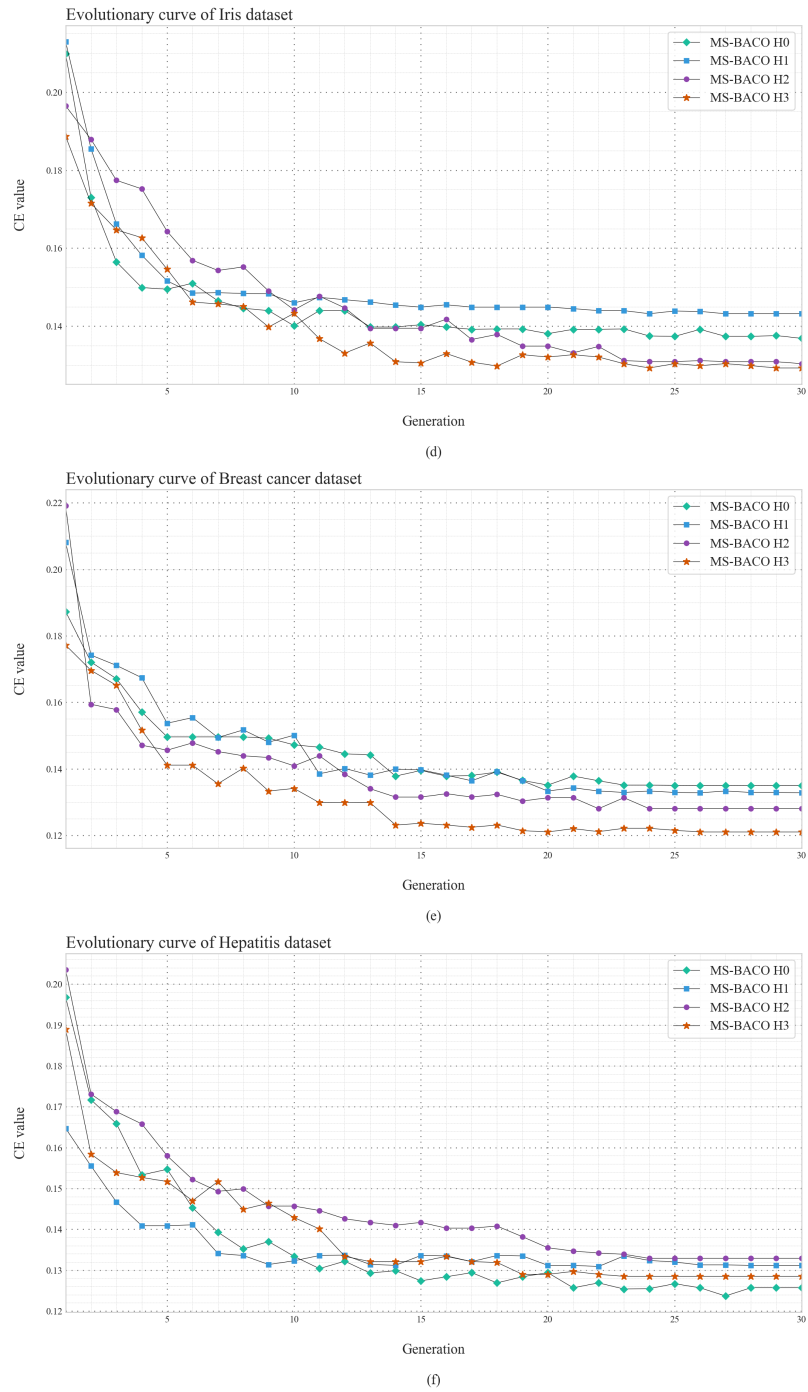 Evolutionary curve of Iris dataset
MS-BACO H0
MS-BACO H1
MS-BACO H2
MS-BACO H3
0.20
0.18
0.16
0.14
CE value
5
10
15
20
25
30
Generation
(d)
Evolutionary curve of Breast cancer dataset
MS-BACO H0
MS-BACO H1
MS-BACO H2
MS-BACO H3
0.22
0.20
0.18
0.16
0.14
0.12
CE value
5
10
15
20
25
30
Generation
(e)
Evolutionary curve of Hepatitis dataset
MS-BACO H0
MS-BACO H1
MS-BACO H2
MS-BACO H3
0.20
0.19
0.18
0.17
0.16
0.15
0.14
0.13
0.12
CE value
5
10
15
20
25
30
Generation
(f)